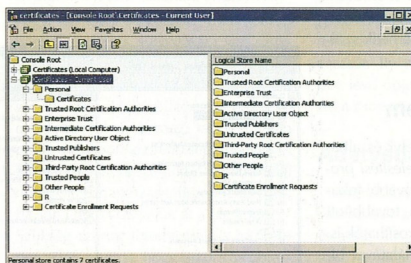 certificates - [Console Root\Certificates - Current User]
File Action View Favorites Window Help
Console Root
Certificates (Local Computer)
Certificates - Current User
Personal
Certificates
Trusted Root Certification Authorities
Enterprise Trust
Intermediate Certification Authorities
Active Directory User Object
Trusted Publishers
Untrusted Certificates
Third-Party Root Certification Authorities
Trusted People
Other People
R
Certificate Enrollment Requests
Logical Store Name
Personal
Trusted Root Certification Authorities
Enterprise Trust
Intermediate Certification Authorities
Active Directory User Object
Trusted Publishers
Untrusted Certificates
Third-Party Root Certification Authorities
Trusted People
Other People
R
Certificate Enrollment Requests
Personal store contains 7 certificates.